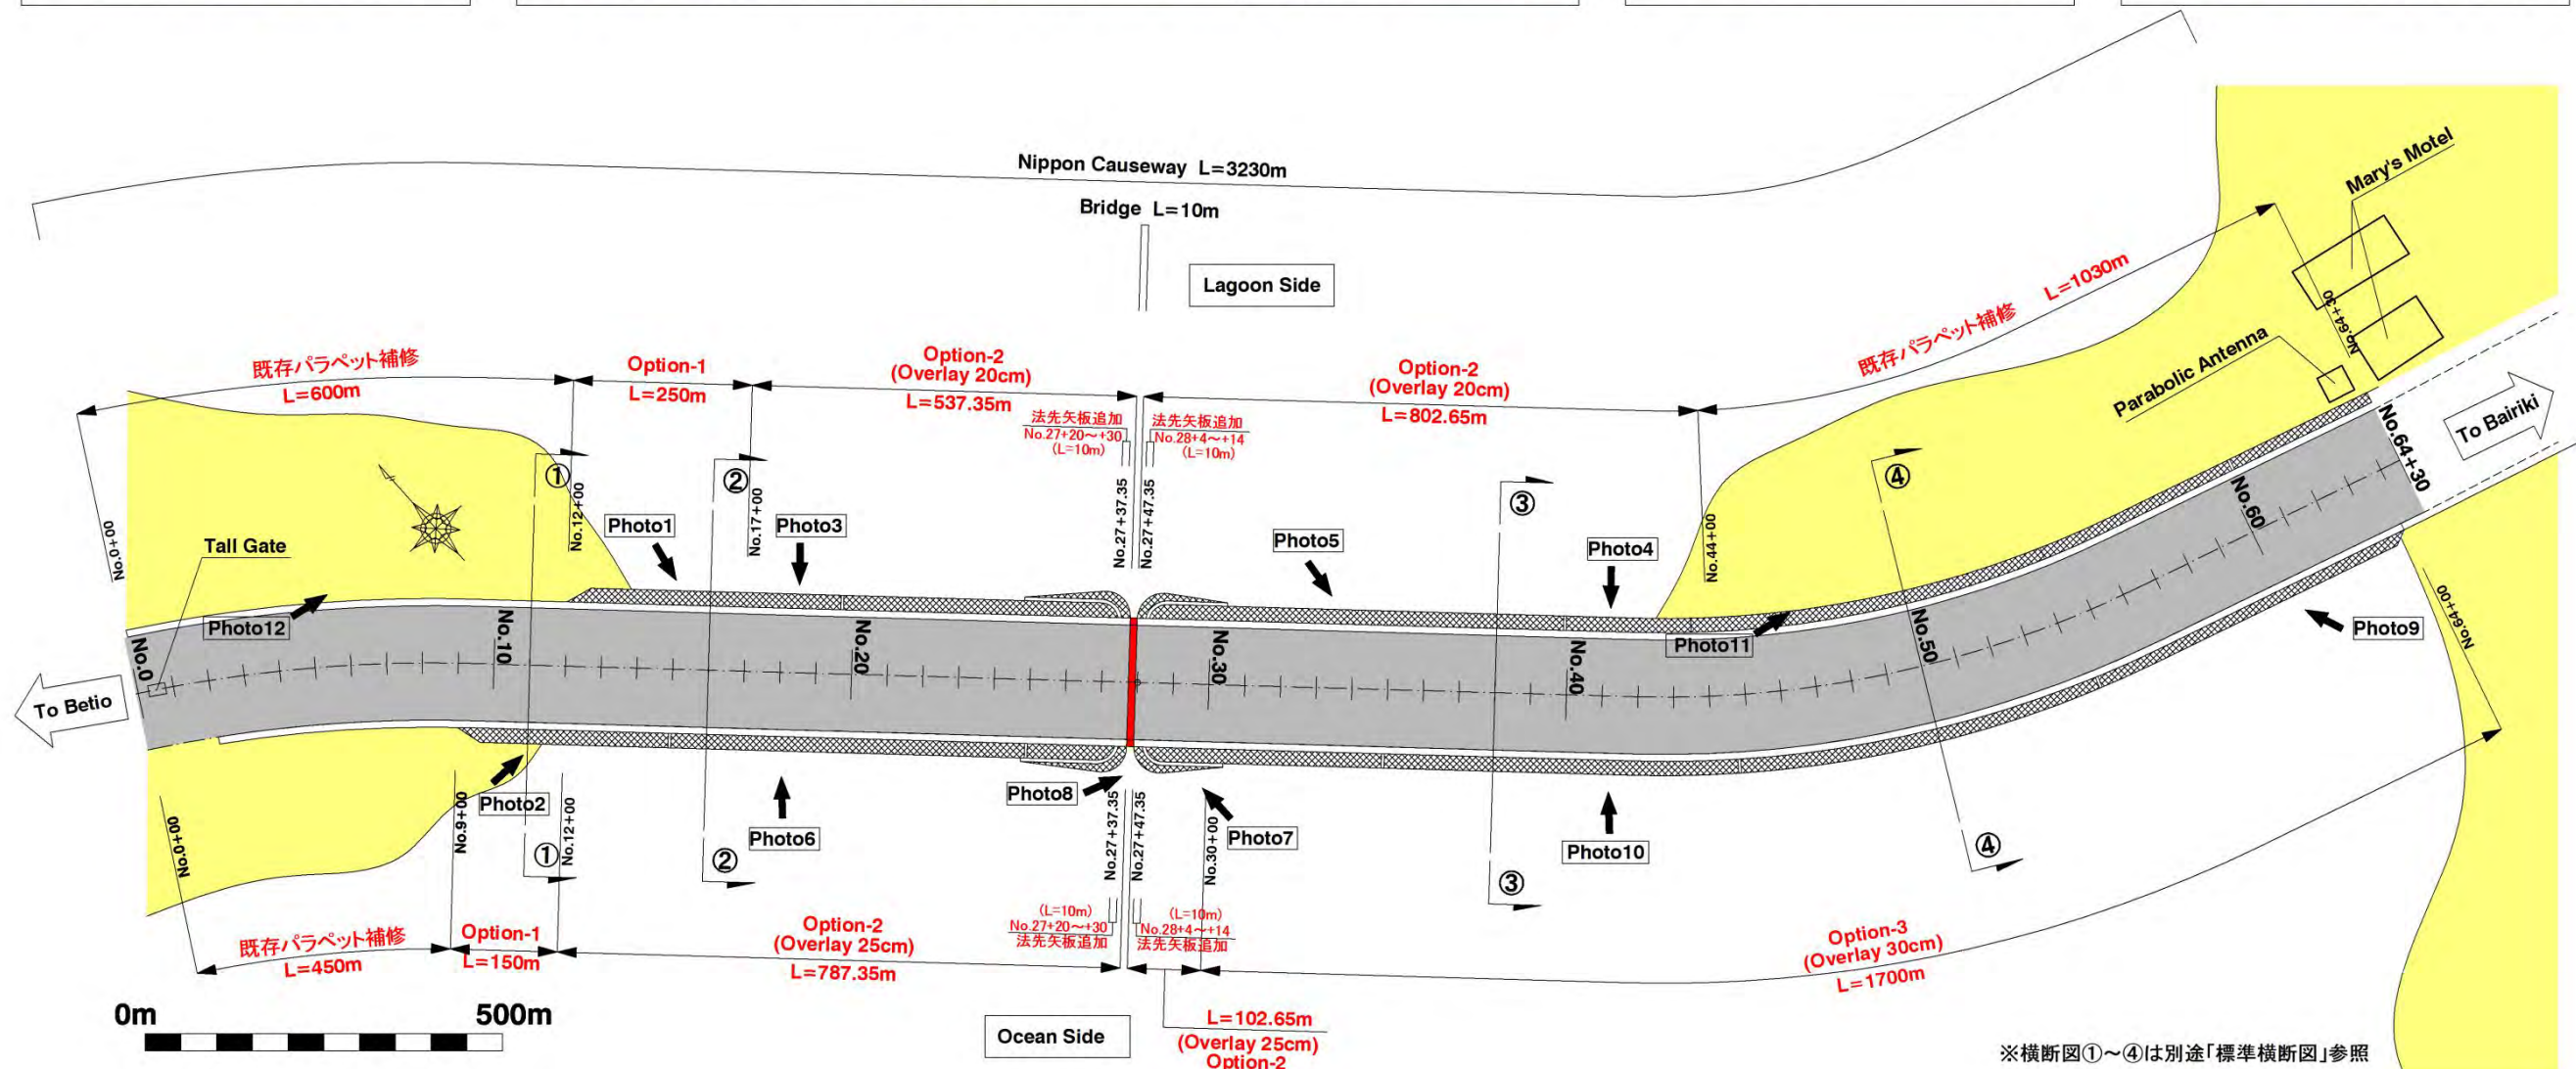 Nippon Causeway L=3230m
Bridge L=10m
Lagoon Side
Mary's Motel
Parabolic Antenna
No.64+30
To Bairiki
既存パラペット補修
L=600m
Option-1
L=250m
Option-2
(Overlay 20cm)
L=537.35m
Option-2
(Overlay 20cm)
L=802.65m
既存パラペット補修 L=1030m
法先矢板追加
No.27+20～+30
(L=10m)
法先矢板追加
No.28+4～+14
(L=10m)
No.0+00
①
No.12+00
②
No.17+00
No.27+37.35
No.27+47.35
③
No.44+00
④
Tall Gate
Photo1
Photo3
Photo5
Photo4
Photo12
Photo11
Photo9
No.0
No.10
No.20
No.30
No.40
No.50
No.60
No.64+30
To Betio
No.64+00
Photo2
Photo6
Photo8
Photo7
Photo10
No.0+00
No.9+00
①
No.12+00
②
No.27+37.35
No.27+47.35
No.30+00
③
④
既存パラペット補修
L=450m
Option-1
L=150m
Option-2
(Overlay 25cm)
L=787.35m
(L=10m)
No.27+20～+30
法先矢板追加
(L=10m)
No.28+4～+14
法先矢板追加
Option-3
(Overlay 30cm)
L=1700m
L=102.65m
(Overlay 25cm)
Option-2
0m 500m
Ocean Side
※横断図①～④は別途「標準横断図」参照